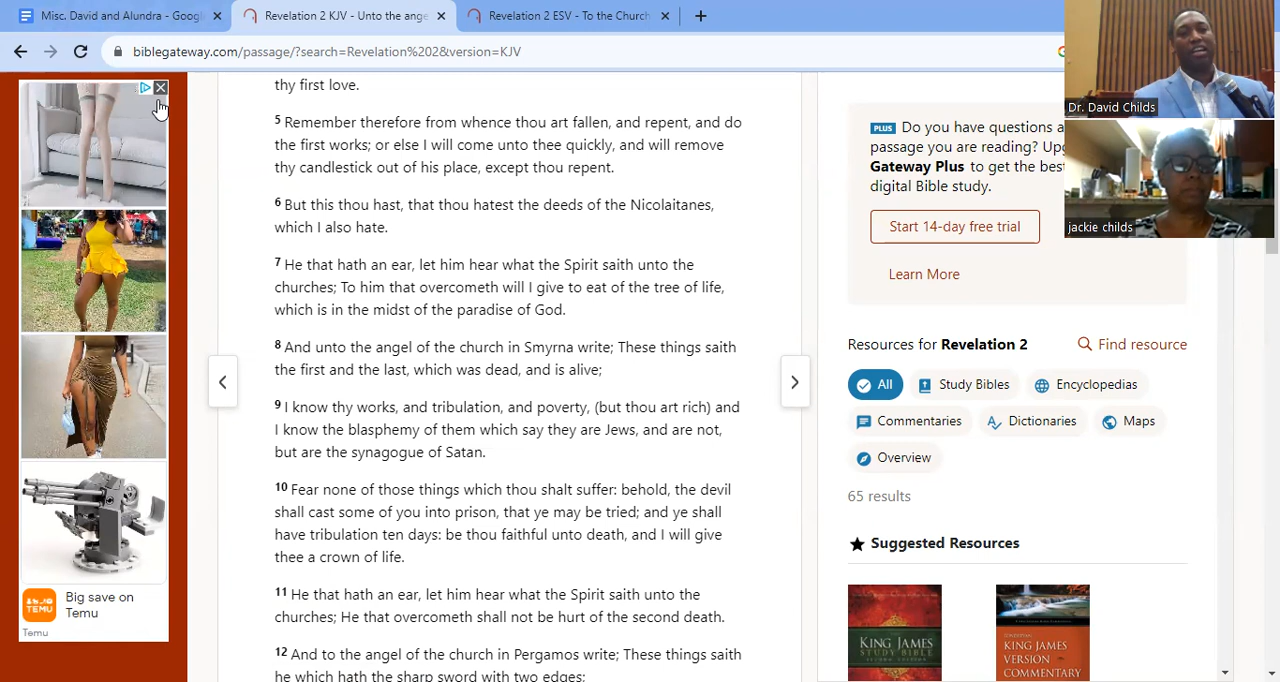 Misc. David and Alundra - Googl
Revelation 2 KJV - Unto the ange
Revelation 2 ESV - To the Church
biblegateway.com/passage/?search=Revelation%202&version=KJV
Dr. David Childs
jackie childs
Big save on
Temu
TEMU
Temu
thy first love.
5 Remember therefore from whence thou art fallen, and repent, and do
the first works; or else I will come unto thee quickly, and will remove
thy candlestick out of his place, except thou repent.
6 But this thou hast, that thou hatest the deeds of the Nicolaitanes,
which I also hate.
7 He that hath an ear, let him hear what the Spirit saith unto the
churches; To him that overcometh will I give to eat of the tree of life,
which is in the midst of the paradise of God.
8 And unto the angel of the church in Smyrna write; These things saith
the first and the last, which was dead, and is alive;
9 I know thy works, and tribulation, and poverty, (but thou art rich) and
I know the blasphemy of them which say they are Jews, and are not,
but are the synagogue of Satan.
10 Fear none of those things which thou shalt suffer: behold, the devil
shall cast some of you into prison, that ye may be tried; and ye shall
have tribulation ten days: be thou faithful unto death, and I will give
thee a crown of life.
11 He that hath an ear, let him hear what the Spirit saith unto the
churches; He that overcometh shall not be hurt of the second death.
12 And to the angel of the church in Pergamos write; These things saith
he which hath the sharp sword with two edges;
PLUS Do you have questions a
passage you are reading? Upg
Gateway Plus to get the best
digital Bible study.
Start 14-day free trial
Learn More
Resources for Revelation 2
Find resource
All
Study Bibles
Encyclopedias
Commentaries
Dictionaries
Maps
Overview
65 results
Suggested Resources
KING JAMES
STUDY BIBLE
KING JAMES
VERSION
COMMENTARY